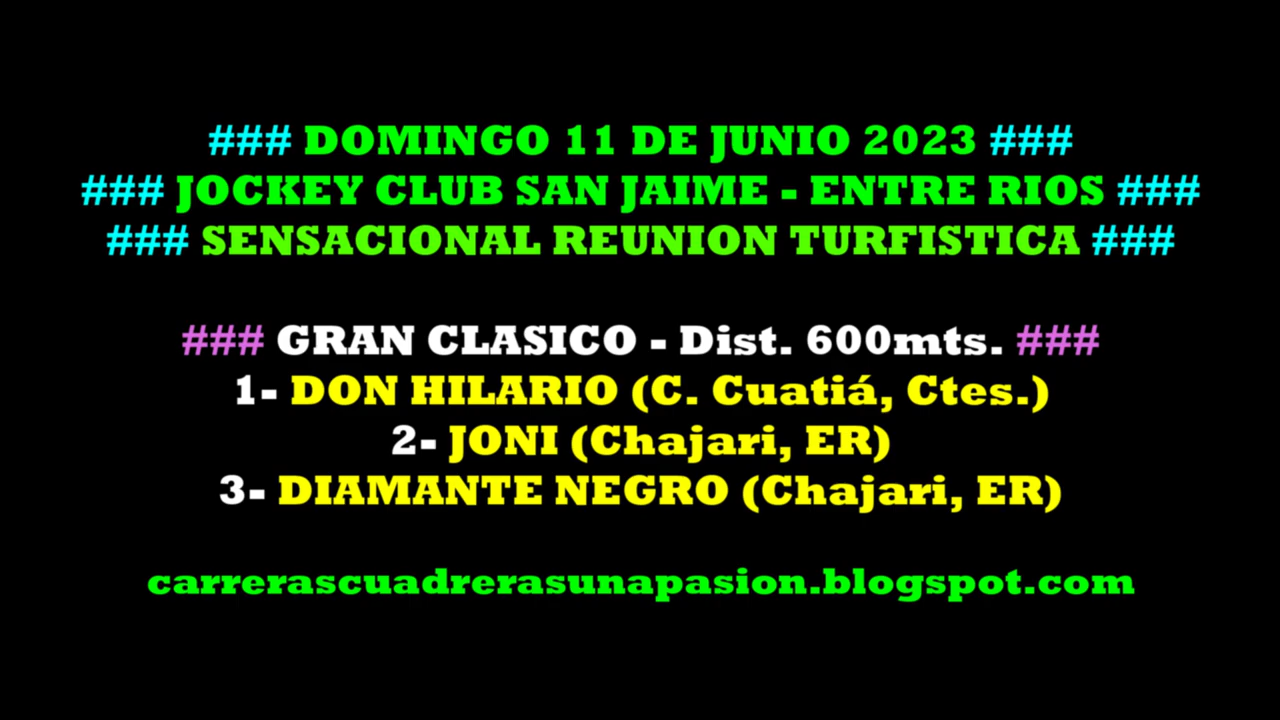 ### DOMINGO 11 DE JUNIO 2023 ###
### JOCKEY CLUB SAN JAIME - ENTRE RIOS ###
### SENSACIONAL REUNION TURFISTICA ###
### GRAN CLASICO - Dist. 600mts. ###
1- DON HILARIO (C. Cuatiá, Ctes.)
2- JONI (Chajari, ER)
3- DIAMANTE NEGRO (Chajari, ER)
carrerascuadrerasunapasion.blogspot.com